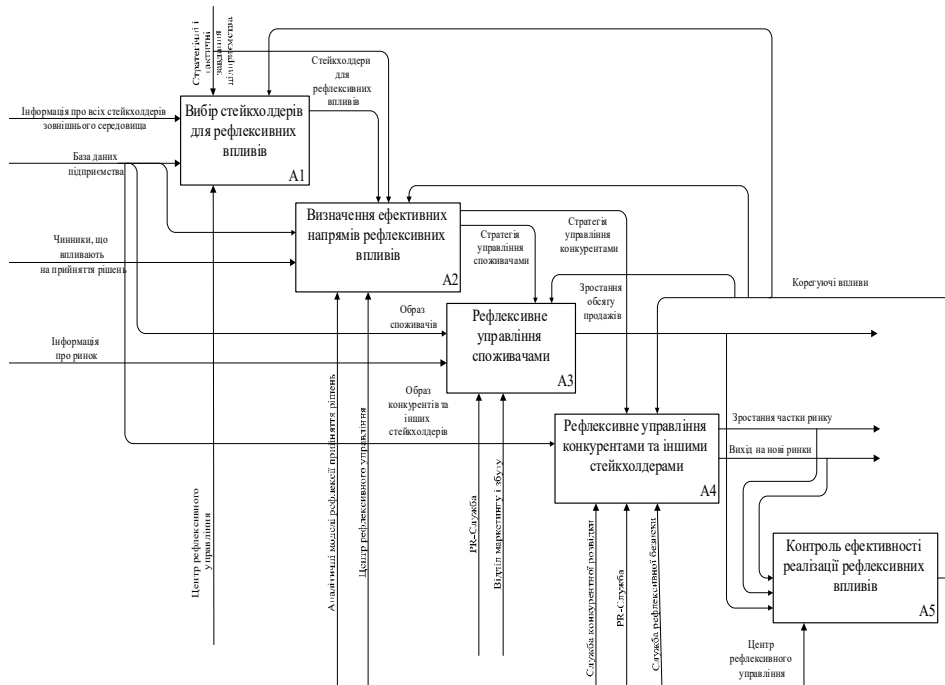 Стратегічні і
тактичні
завдання
підприємства
Стейкхолдери
для
рефлексивних
впливів
Інформація про всіх стейкхолдерів
зовнішнього середовища
Вибір стейкхолдерів
для рефлексивних
впливів
А1
База даних
підприємства
Визначення ефективних
напрямів рефлексивних
впливів
А2
Стратегія
управління
конкурентами
Стратегія
управління
споживачами
Чинники, що
впливають
на прийняття рішень
Зростання
обсягу
продажів
Корегуючі впливи
Образ
споживачів
Рефлексивне
управління
споживачами
А3
Інформація
про ринок
Образ
конкурентів та
інших
стейкхолдерів
Рефлексивне управління
конкурентами та іншими
стейкхолдерами
А4
Зростання частки ринку
Вихід на нові ринки
Центр рефлексивного
управління
Аналітичні моделі рефлексії прийняття рішень
Центр рефлексивного управління
PR-Служба
Відділ маркетингу і збуту
Контроль ефективності
реалізації рефлексивних
впливів
А5
Служба конкурентної розвідки
PR-Служба
Служба рефлексивної безпеки
Центр
рефлексивного
управління